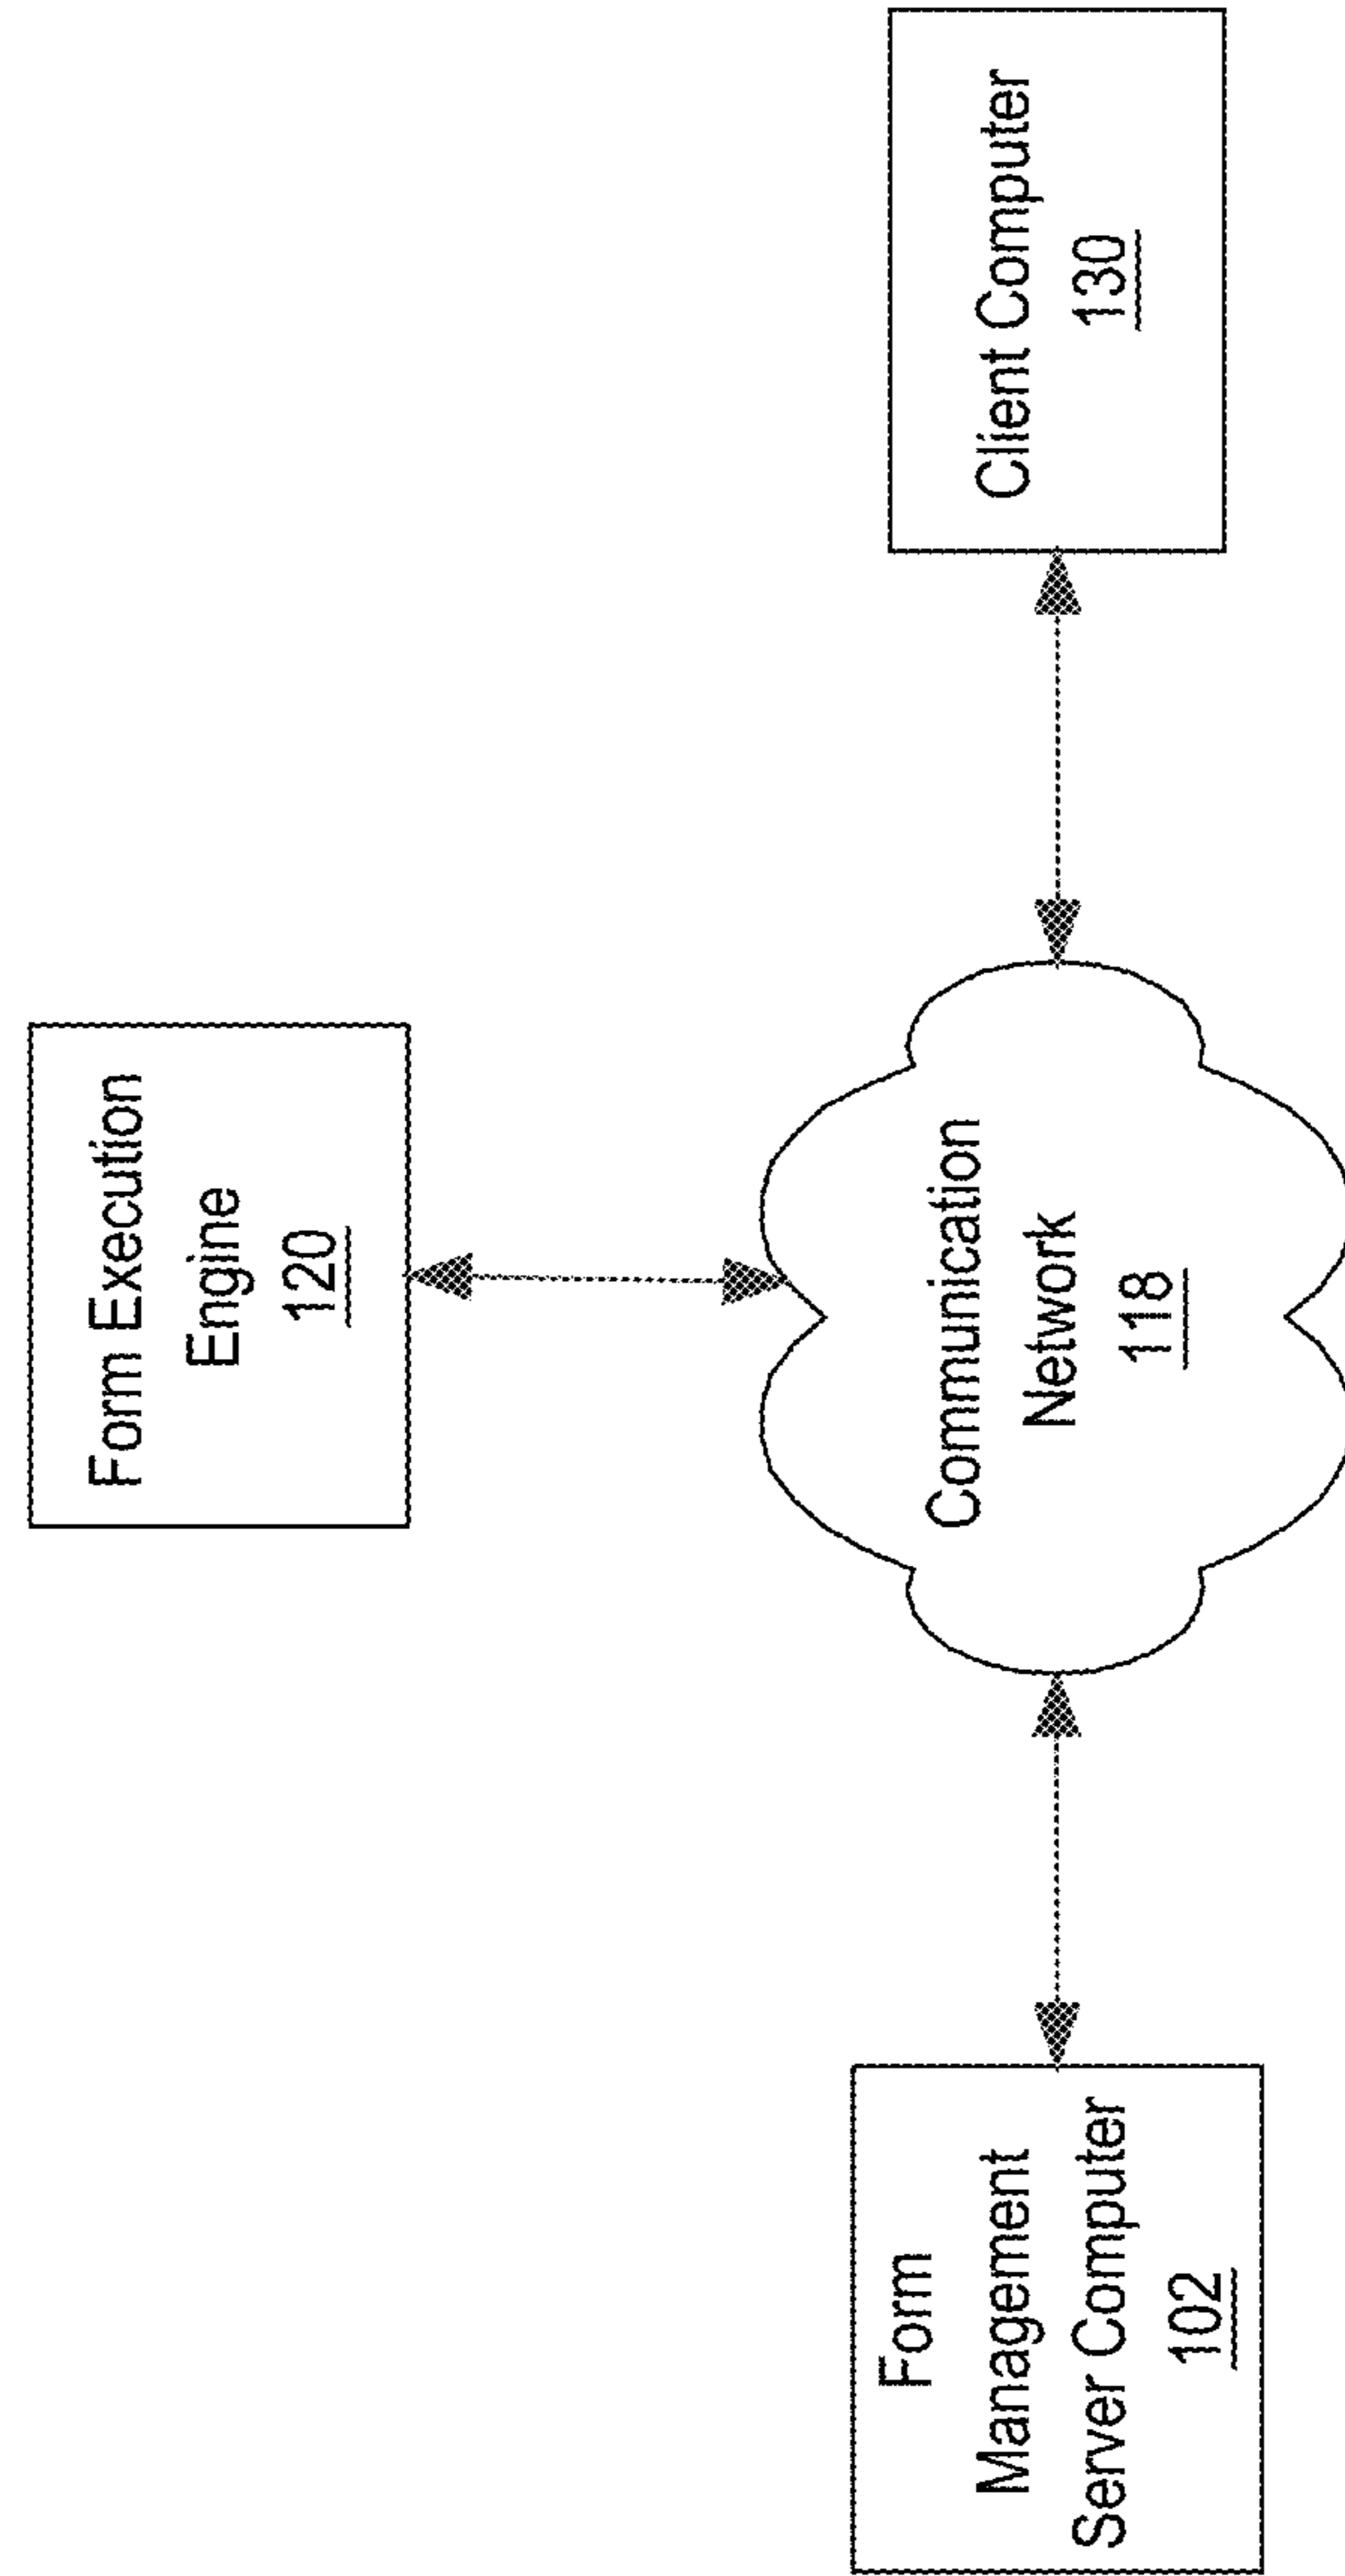 Form Execution
Engine
120
Form
Management
Server Computer
102
Communication
Network
118
Client Computer
130